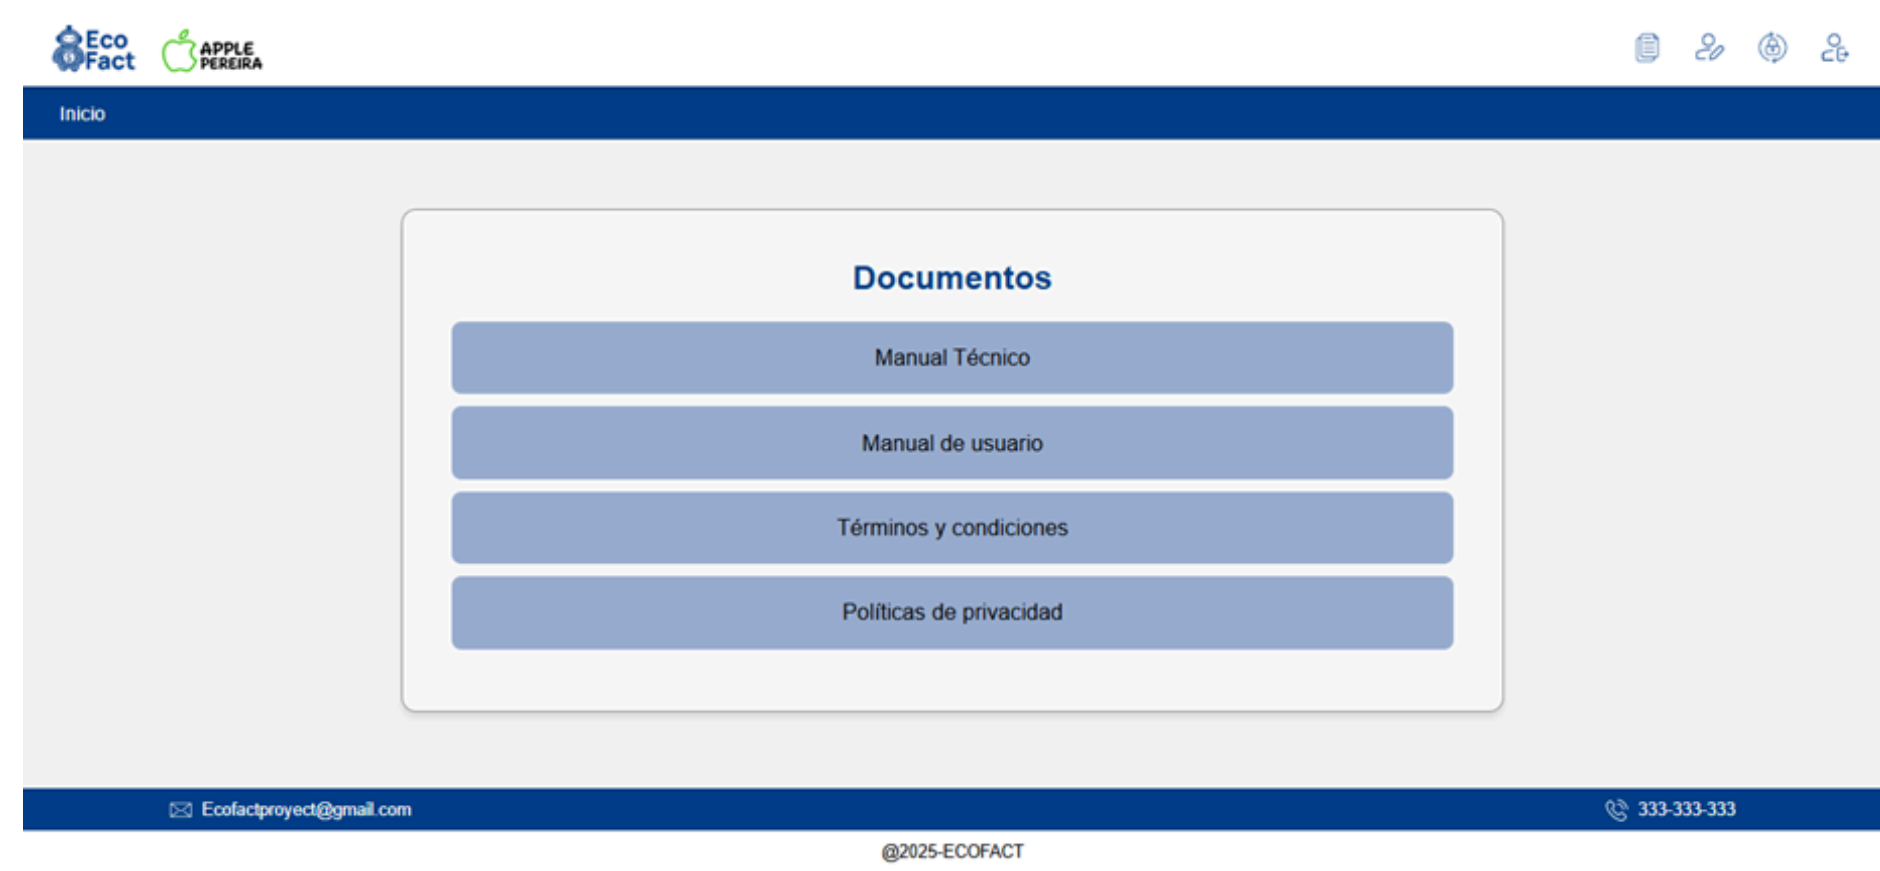 Eco
Fact
APPLE
PEREIRA
Inicio
Documentos
Manual Técnico
Manual de usuario
Términos y condiciones
Políticas de privacidad
Ecofactproyect@gmail.com
333-333-333
@2025-ECOFACT